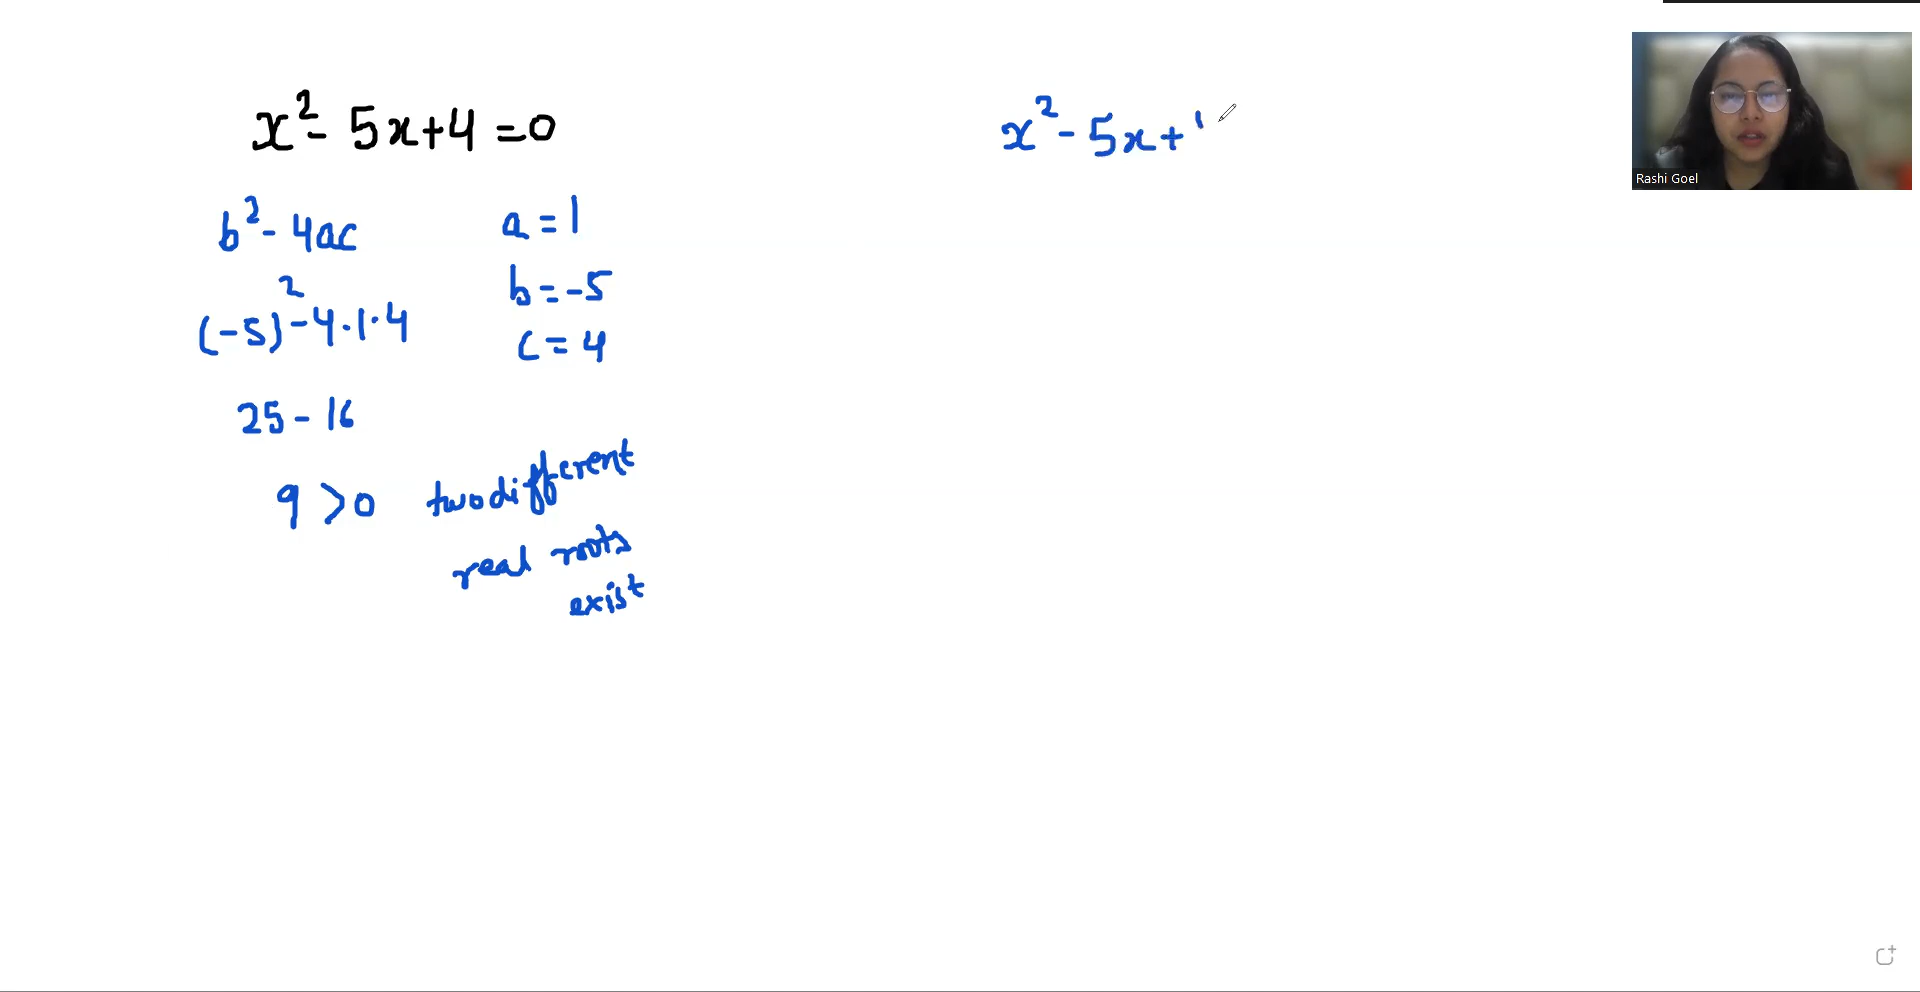 x² - 5x + 4 = 0
b² - 4ac
a = 1
b = -5
(-5)² - 4·1·4
c = 4
25 - 16
9 > 0 two different
real roots
exist
x² - 5x +
Rashi Goel